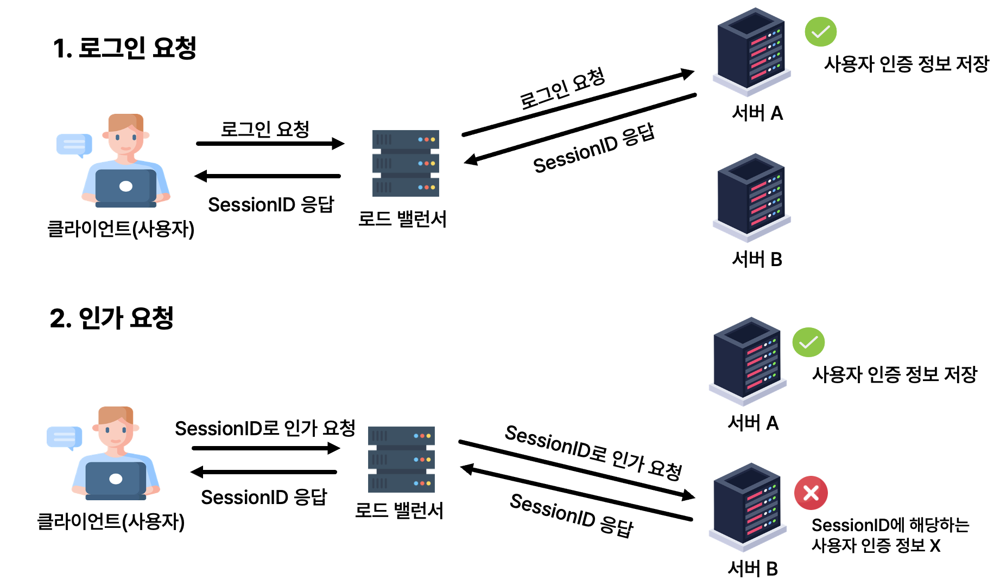 1. 로그인 요청
사용자 인증 정보 저장
로그인 요청
서버 A
로그인 요청
SessionID 응답
SessionID 응답
로드 밸런서
클라이언트(사용자)
서버 B
2. 인가 요청
사용자 인증 정보 저장
서버 A
SessionID로 인가 요청
SessionID로 인가 요청
SessionID 응답
SessionID 응답
로드 밸런서
클라이언트(사용자)
SessionID에 해당하는
사용자 인증 정보 X
서버 B